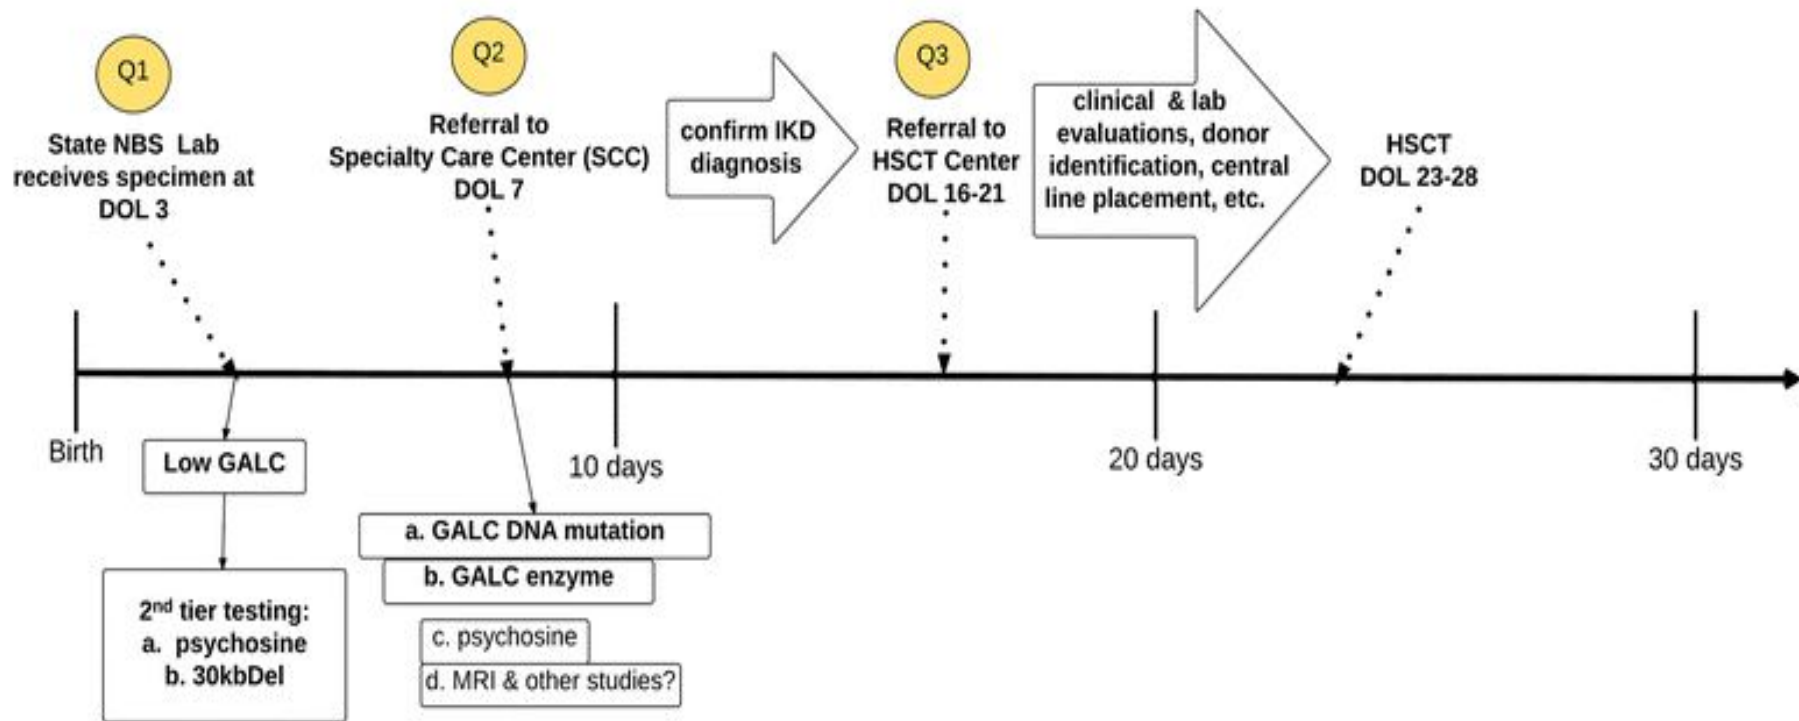 Q1
State NBS Lab
receives specimen at
DOL 3
Q2
Referral to
Specialty Care Center (SCC)
DOL 7
confirm IKD
diagnosis
Q3
Referral to
HSCT Center
DOL 16-21
clinical & lab
evaluations, donor
identification, central
line placement, etc.
HSCT
DOL 23-28
Birth
10 days
20 days
30 days
Low GALC
2nd tier testing:
a. psychosine
b. 30kbDel
a. GALC DNA mutation
b. GALC enzyme
c. psychosine
d. MRI & other studies?